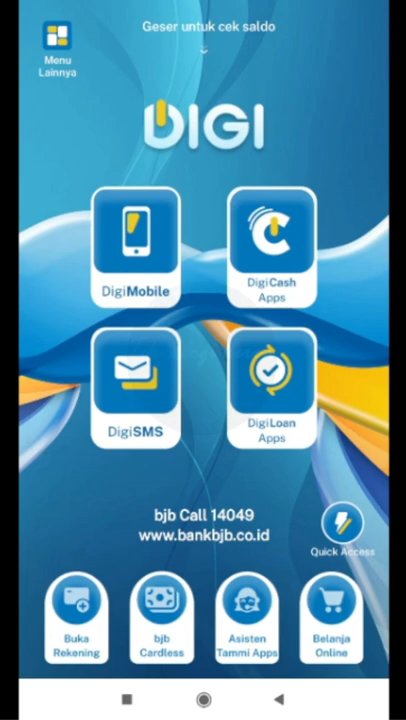 Geser untuk cek saldo
Menu
Lainnya
DIGI
DigiMobile
DigiCash
Apps
DigiSMS
DigiLoan
Apps
bjb Call 14049
www.bankbjb.co.id
Quick Access
Buka
Rekening
bjb
Cardless
Asisten
Tammi Apps
Belanja
Online